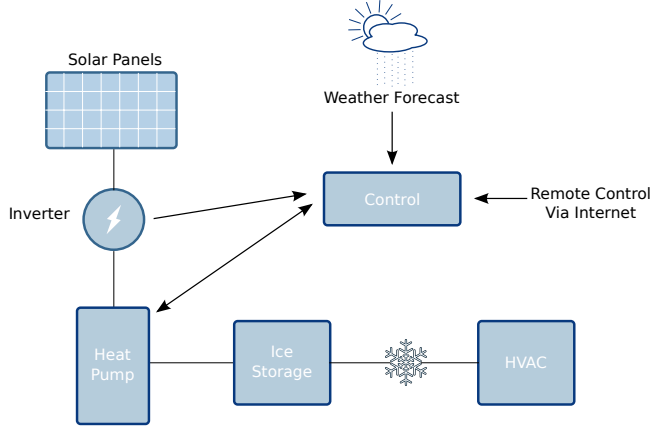 Solar Panels
Weather Forecast
Inverter
Control
Remote Control
Via Internet
Heat
Pump
Ice
Storage
HVAC